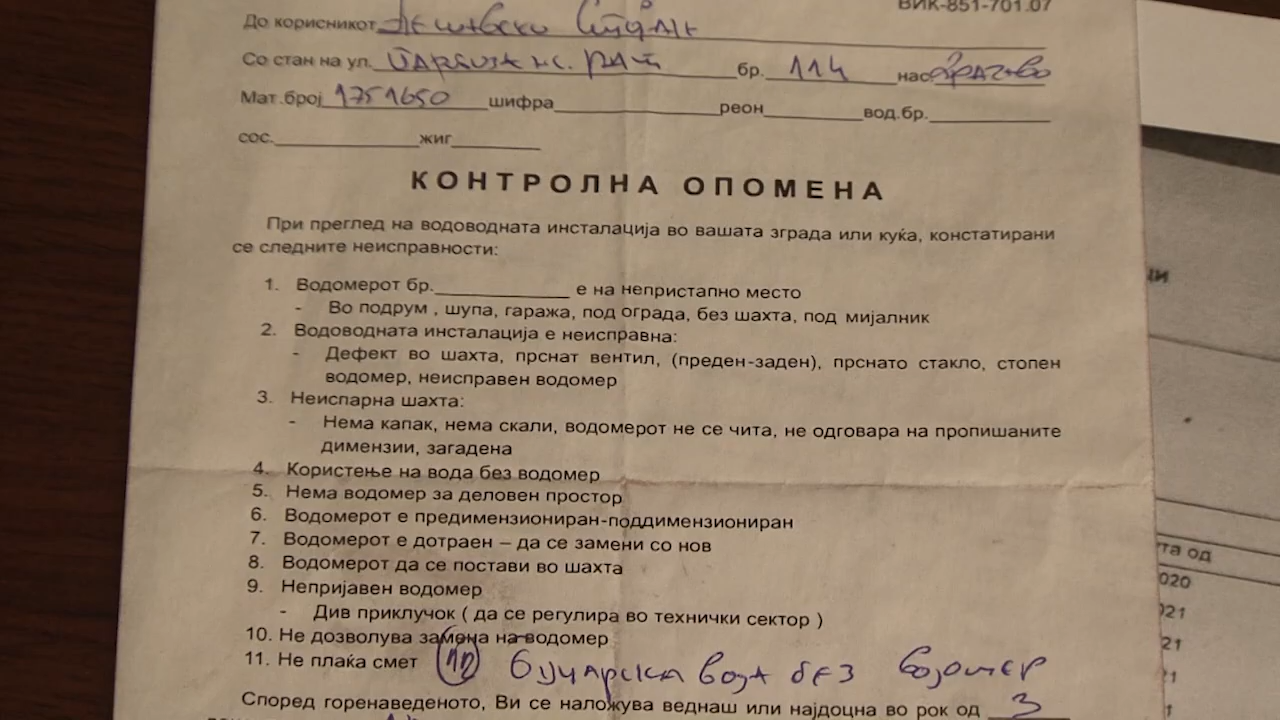 ВИК-851-701.07
До корисникот
Со стан на ул. бр. 114 нас.
Мат.број 1751650 шифра реон вод.бр.
сос. жиг
КОНТРОЛНА ОПОМЕНА
При преглед на водоводната инсталација во вашата зграда или куќа, констатирани
се следните неисправности:
1. Водомерот бр. е на непристапно место
- Во подрум , шупа, гаража, под ограда, без шахта, под мијалник
2. Водоводната инсталација е неисправна:
- Дефект во шахта, прснат вентил, (преден-заден), прснато стакло, стопен
водомер, неисправен водомер
3. Неиспарна шахта:
- Нема капак, нема скали, водомерот не се чита, не одговара на пропишаните
димензии, загадена
4. Користење на вода без водомер
5. Нема водомер за деловен простор
6. Водомерот е предимензиониран-поддимензиониран
7. Водомерот е дотраен – да се замени со нов
8. Водомерот да се постави во шахта
9. Непријавен водомер
- Див приклучок ( да се регулира во технички сектор )
10. Не дозволува замена на водомер
11. Не плаќа смет вода без водомер
Според горенаведеното, Ви се наложува веднаш или најдоцна во рок од 3
та од
020
021
21